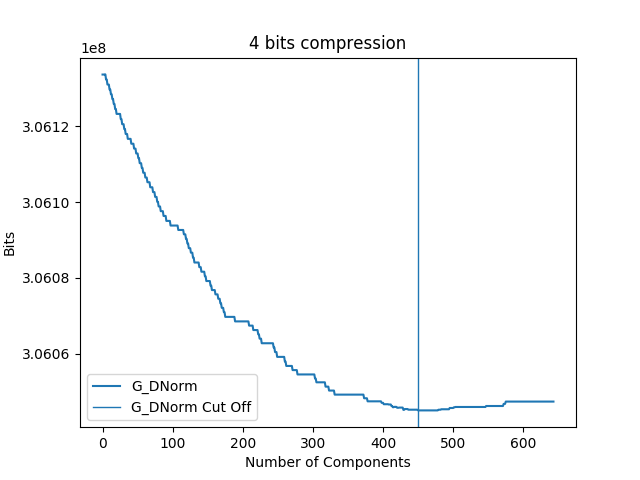 4 bits compression
1e8
3.0612
3.0610
3.0608
3.0606
Bits
G_DNorm
G_DNorm Cut Off
0 100 200 300 400 500 600
Number of Components